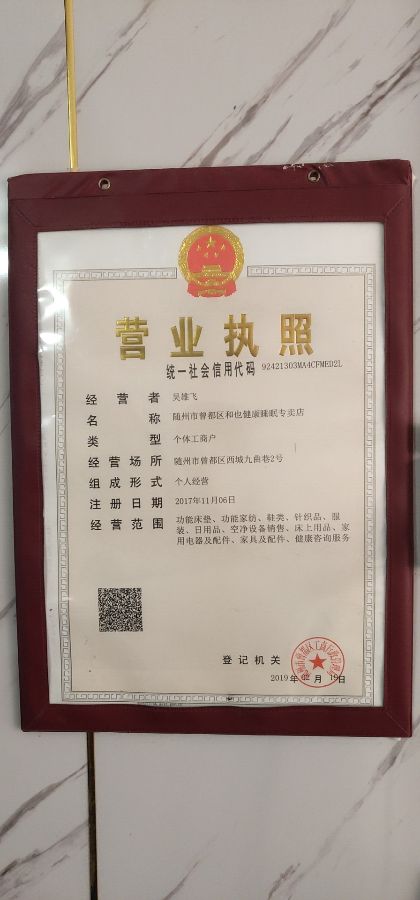 营业执照
统一社会信用代码 92421303MA4CFMED2L
经营者 吴雄飞
名称 随州市曾都区和也健康睡眠专卖店
类型 个体工商户
经营场所 随州市曾都区西城九曲巷2号
组成形式 个人经营
注册日期 2017年11月06日
经营范围 功能床垫、功能家纺、鞋类、针织品、服
装、日用品、空净设备销售、床上用品、家
用电器及配件、家具及配件、健康咨询服务
登记机关
2019年02月19日